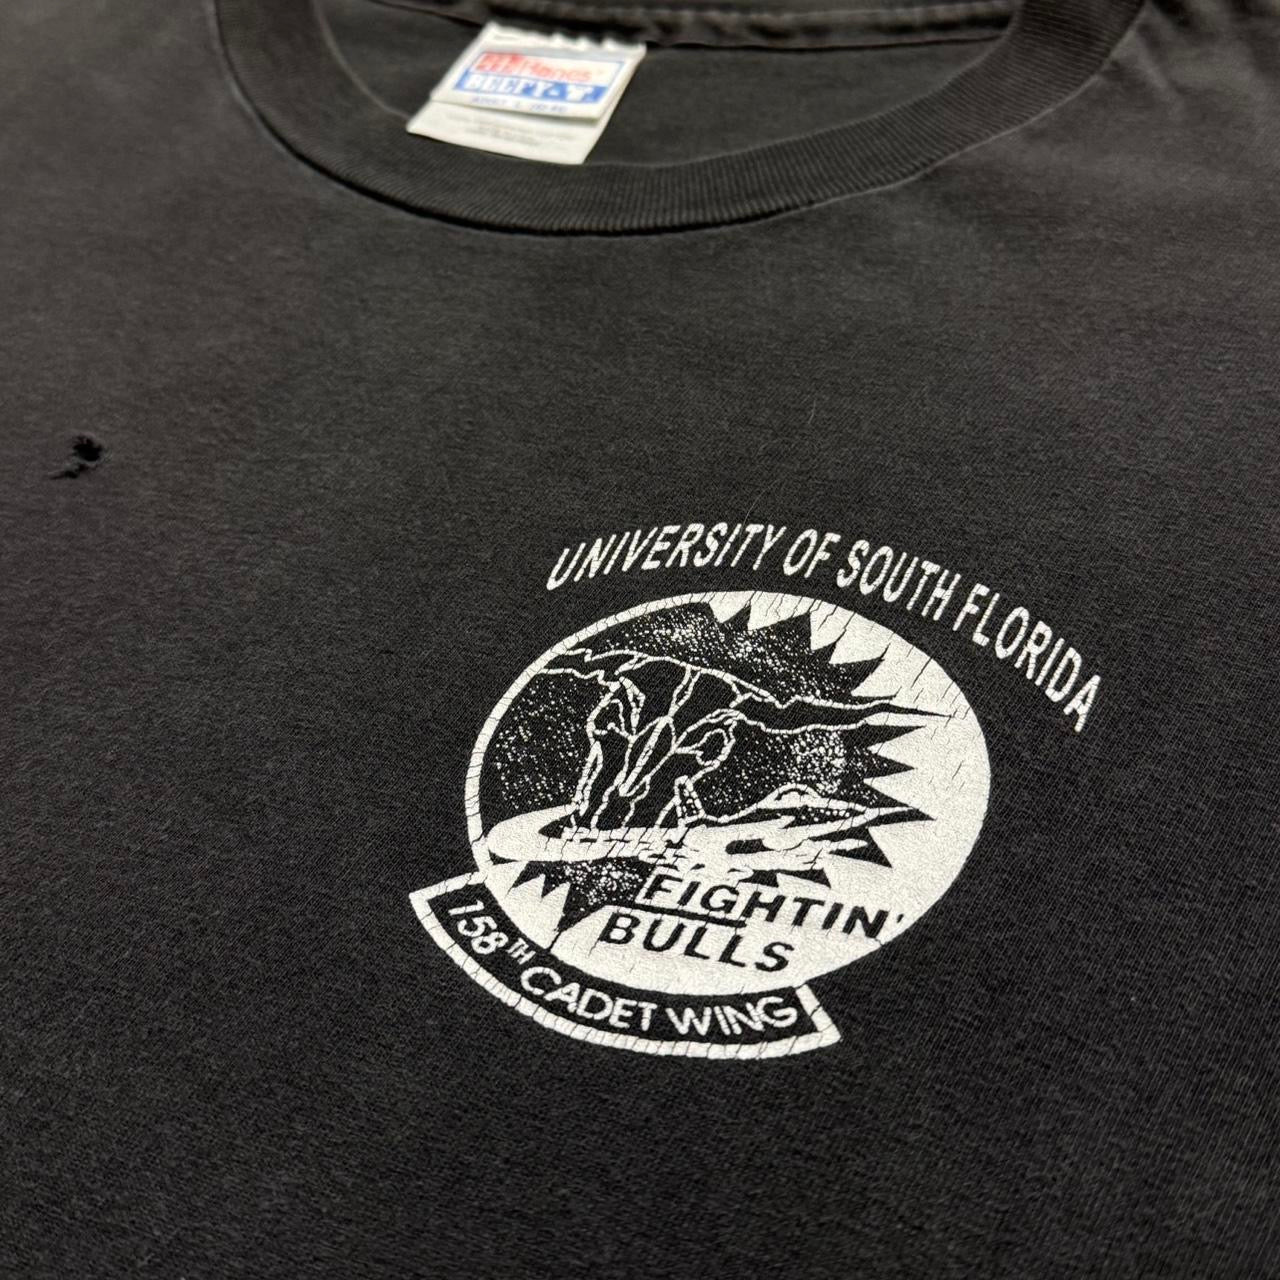 Hanes
BEEFY-T
UNIVERSITY OF SOUTH FLORIDA
FIGHTIN'
BULLS
158TH CADET WING